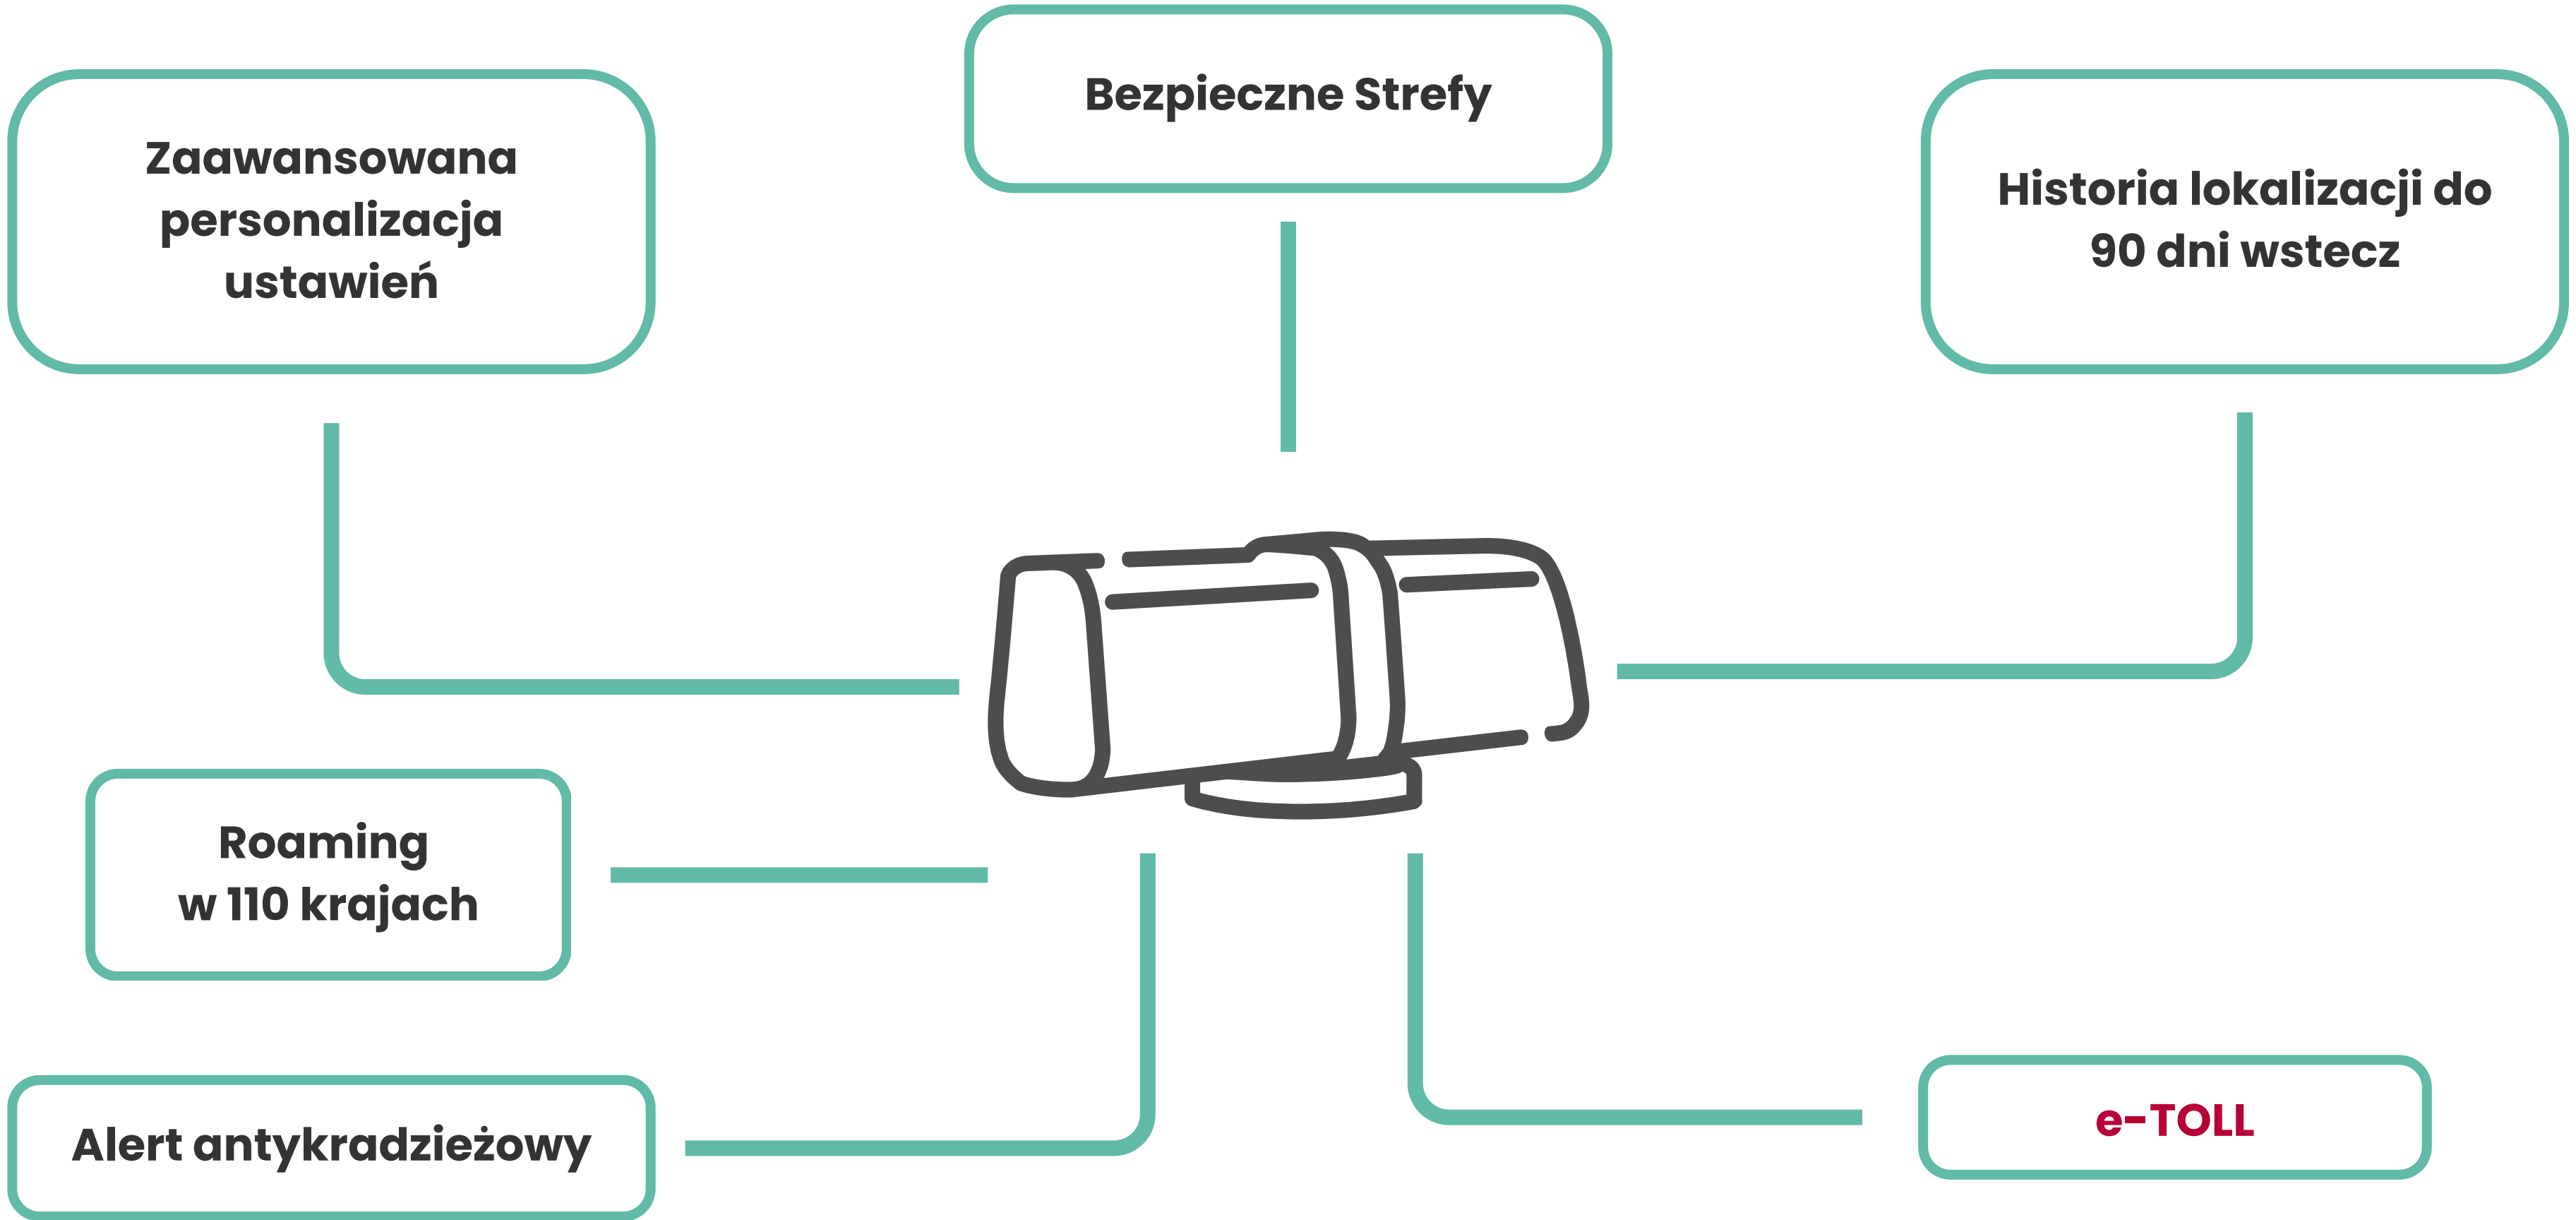 Bezpieczne Strefy
Zaawansowana
personalizacja
ustawień
Historia lokalizacji do
90 dni wstecz
Roaming
w 110 krajach
Alert antykradzieżowy
e-TOLL